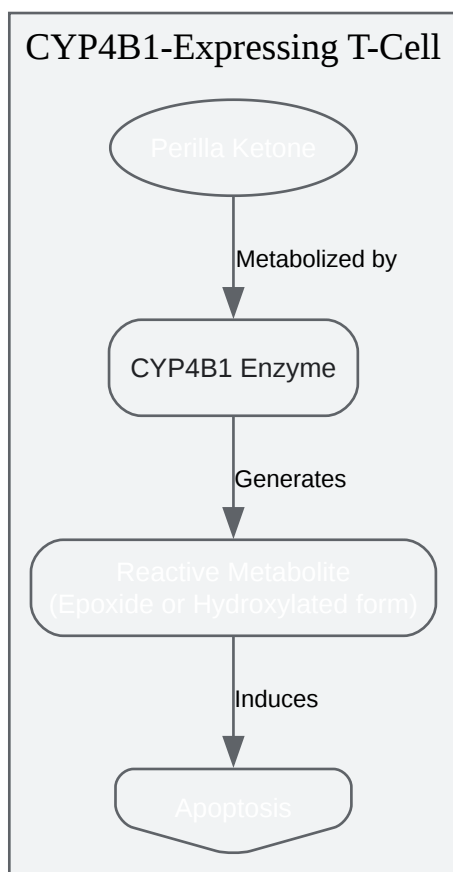 CYP4B1-Expressing T-Cell
Perilla Ketone
Metabolized by
CYP4B1 Enzyme
Generates
Reactive Metabolite
(Epoxide or Hydroxylated form)
Induces
Apoptosis